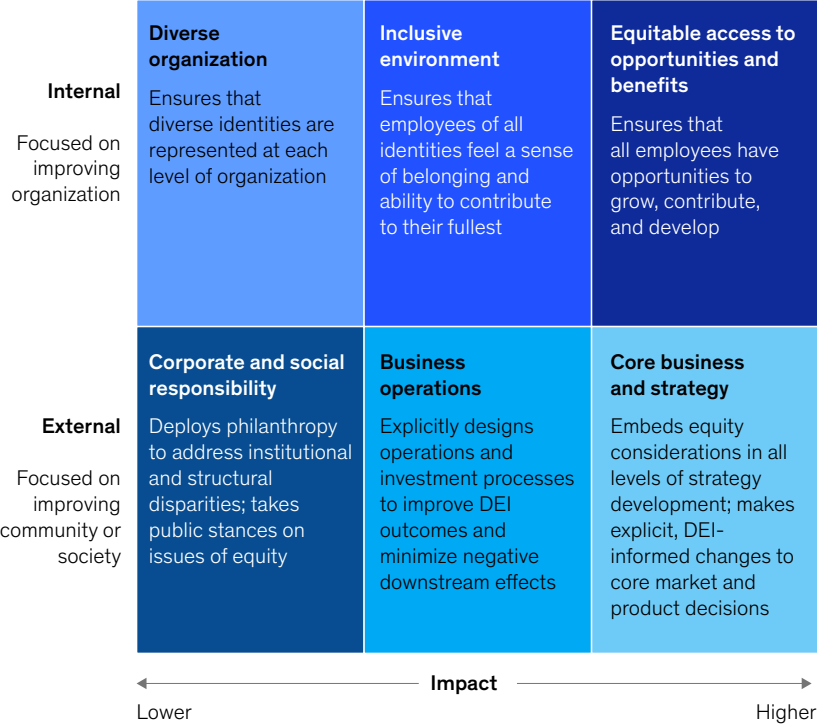 Internal
Focused on
improving
organization
Diverse
organization
Ensures that
diverse identities are
represented at each
level of organization
Inclusive
environment
Ensures that
employees of all
identities feel a sense
of belonging and
ability to contribute
to their fullest
Equitable access to
opportunities and
benefits
Ensures that
all employees have
opportunities to
grow, contribute,
and develop
External
Focused on
improving
community or
society
Corporate and social
responsibility
Deploys philanthropy
to address institutional
and structural
disparities; takes
public stances on
issues of equity
Business
operations
Explicitly designs
operations and
investment processes
to improve DEI
outcomes and
minimize negative
downstream effects
Core business
and strategy
Embeds equity
considerations in all
levels of strategy
development; makes
explicit, DEI-
informed changes to
core market and
product decisions
Impact
Lower
Higher